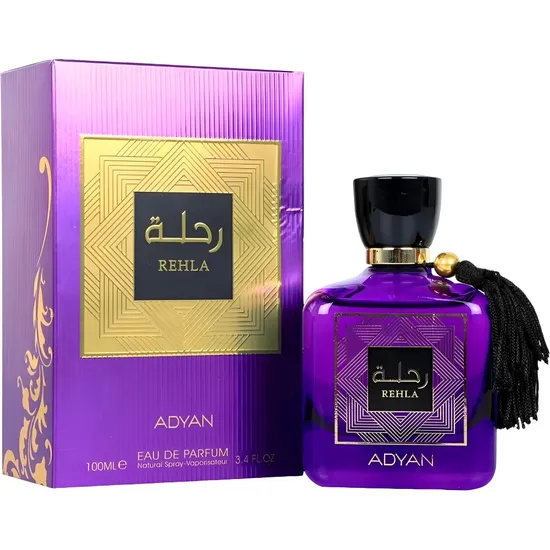 رحلة
REHLA
ADYAN
EAU DE PARFUM
100ML e Natural Spray-Vaporisateur 3.4 FL.OZ
رحلة
REHLA
ADYAN